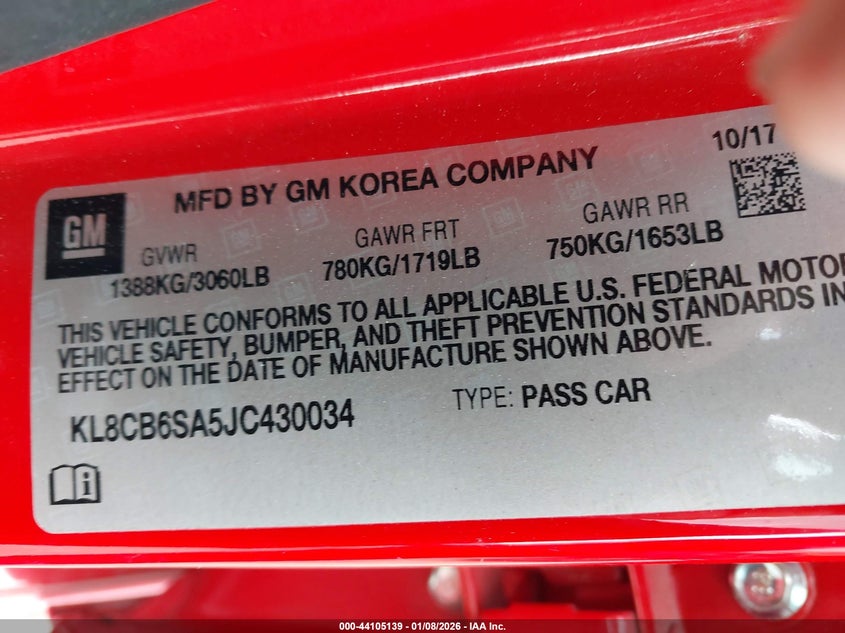 10/17
MFD BY GM KOREA COMPANY
GM
GVWR
1388KG/3060LB
GAWR FRT
780KG/1719LB
GAWR RR
750KG/1653LB
THIS VEHICLE CONFORMS TO ALL APPLICABLE U.S. FEDERAL MOTOR
VEHICLE SAFETY, BUMPER, AND THEFT PREVENTION STANDARDS IN
EFFECT ON THE DATE OF MANUFACTURE SHOWN ABOVE.
KL8CB6SA5JC430034
TYPE: PASS CAR
i
000-44105139 - 01/08/2026 - IAA Inc.